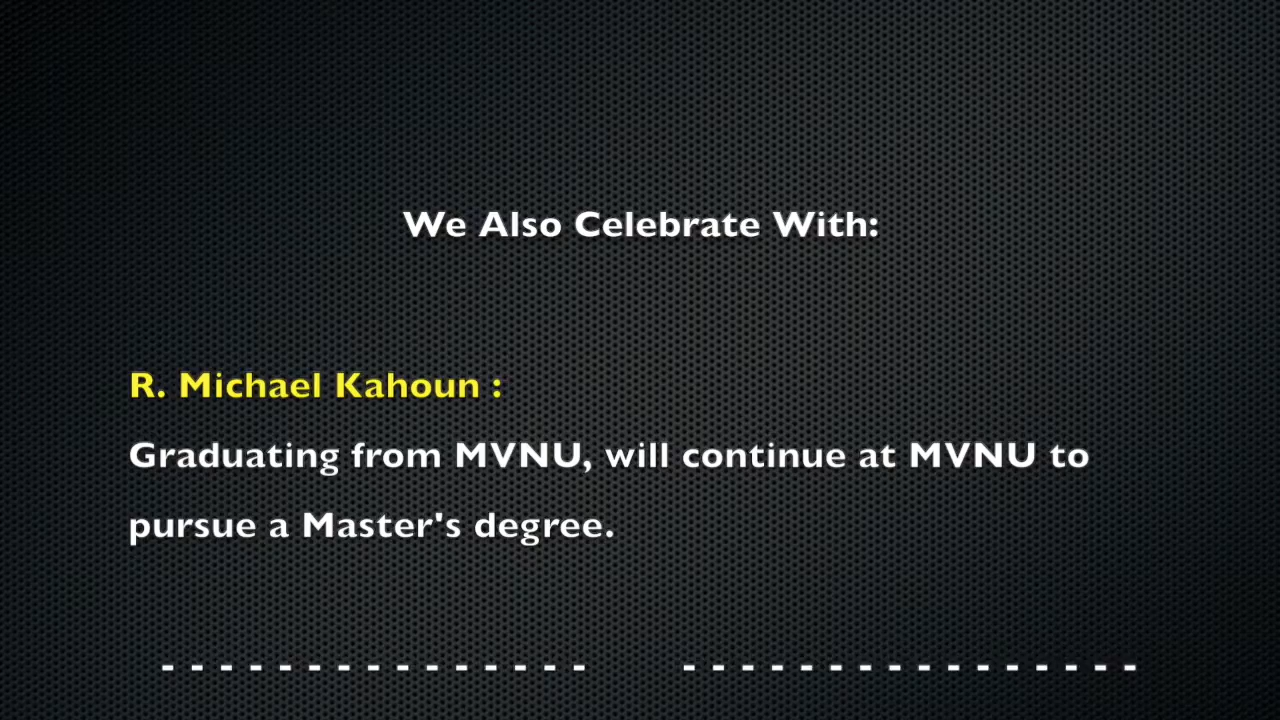 We Also Celebrate With:
R. Michael Kahoun :
Graduating from MVNU, will continue at MVNU to
pursue a Master's degree.
- - - - - - - - - - - - - - -     - - - - - - - - - - - - - - - -